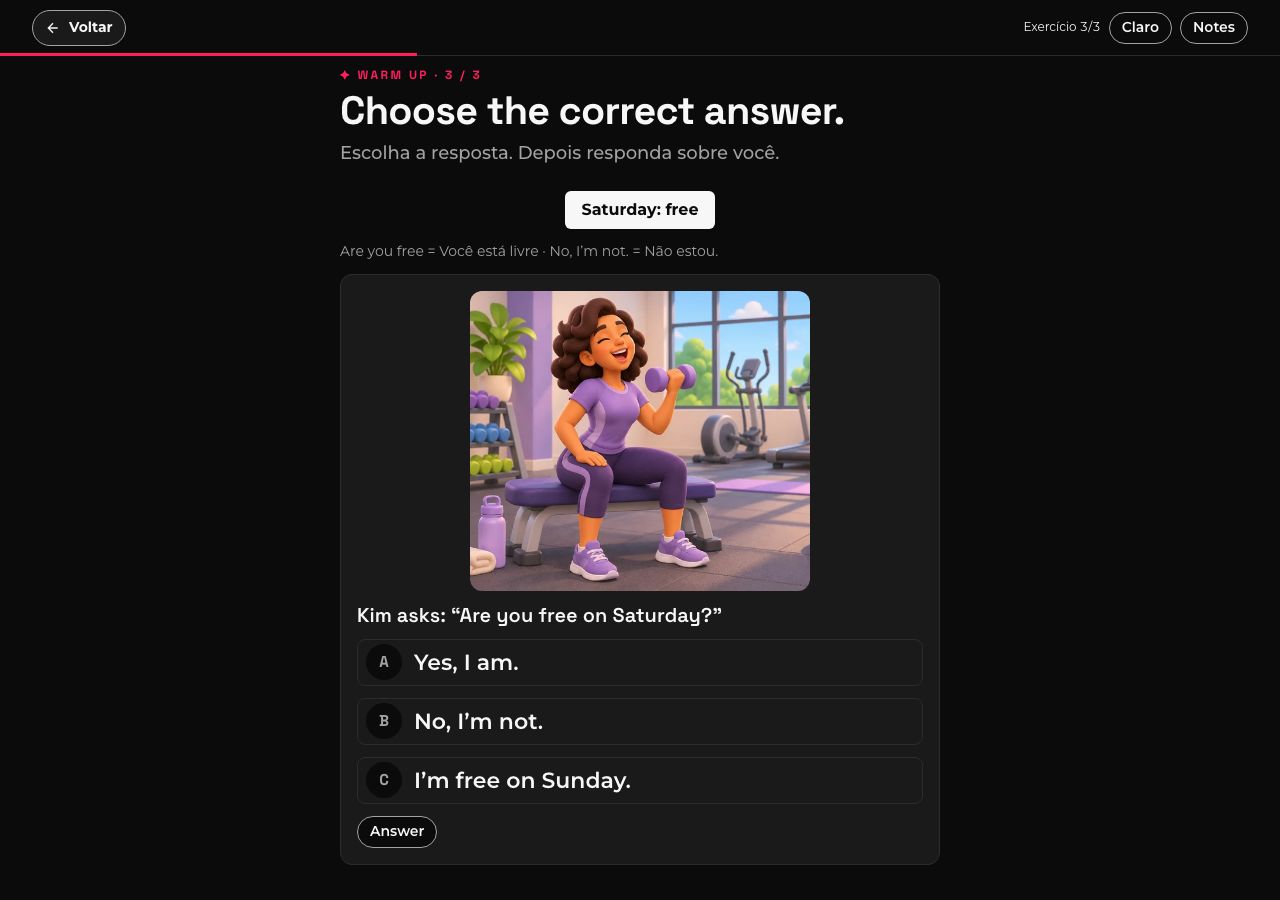 Voltar
Exercício 3/3
Claro
Notes
✦ WARM UP · 3 / 3
Choose the correct answer.
Escolha a resposta. Depois responda sobre você.
Saturday: free
Are you free = Você está livre · No, I’m not. = Não estou.
Kim asks: “Are you free on Saturday?”
A Yes, I am.
B No, I’m not.
C I’m free on Sunday.
Answer